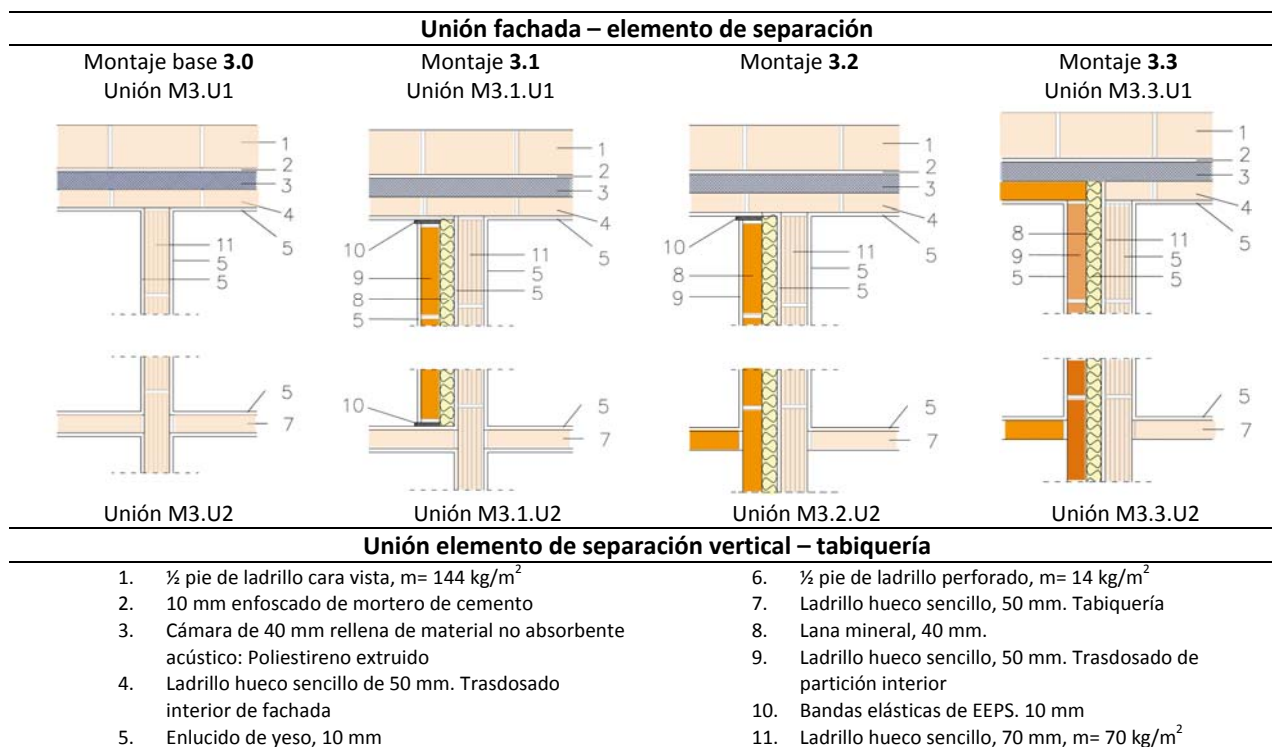 Unión fachada – elemento de separación
Montaje base 3.0
Unión M3.U1
Montaje 3.1
Unión M3.1.U1
Montaje 3.2
Montaje 3.3
Unión M3.3.U1
1
2
3
4
5
11
5
5
1
2
3
4
5
10
9
8
5
11
5
5
1
2
3
4
5
10
8
9
11
5
5
1
2
3
4
5
8
9
5
11
5
5
5
7
10
5
7
5
7
5
7
Unión M3.U2
Unión M3.1.U2
Unión M3.2.U2
Unión M3.3.U2
Unión elemento de separación vertical – tabiquería
1. ½ pie de ladrillo cara vista, m= 144 kg/m²
2. 10 mm enfoscado de mortero de cemento
3. Cámara de 40 mm rellena de material no absorbente
acústico: Poliestireno extruido
4. Ladrillo hueco sencillo de 50 mm. Trasdosado
interior de fachada
5. Enlucido de yeso, 10 mm
6. ½ pie de ladrillo perforado, m= 14 kg/m²
7. Ladrillo hueco sencillo, 50 mm. Tabiquería
8. Lana mineral, 40 mm.
9. Ladrillo hueco sencillo, 50 mm. Trasdosado de
partición interior
10. Bandas elásticas de EEPS. 10 mm
11. Ladrillo hueco sencillo, 70 mm, m= 70 kg/m²